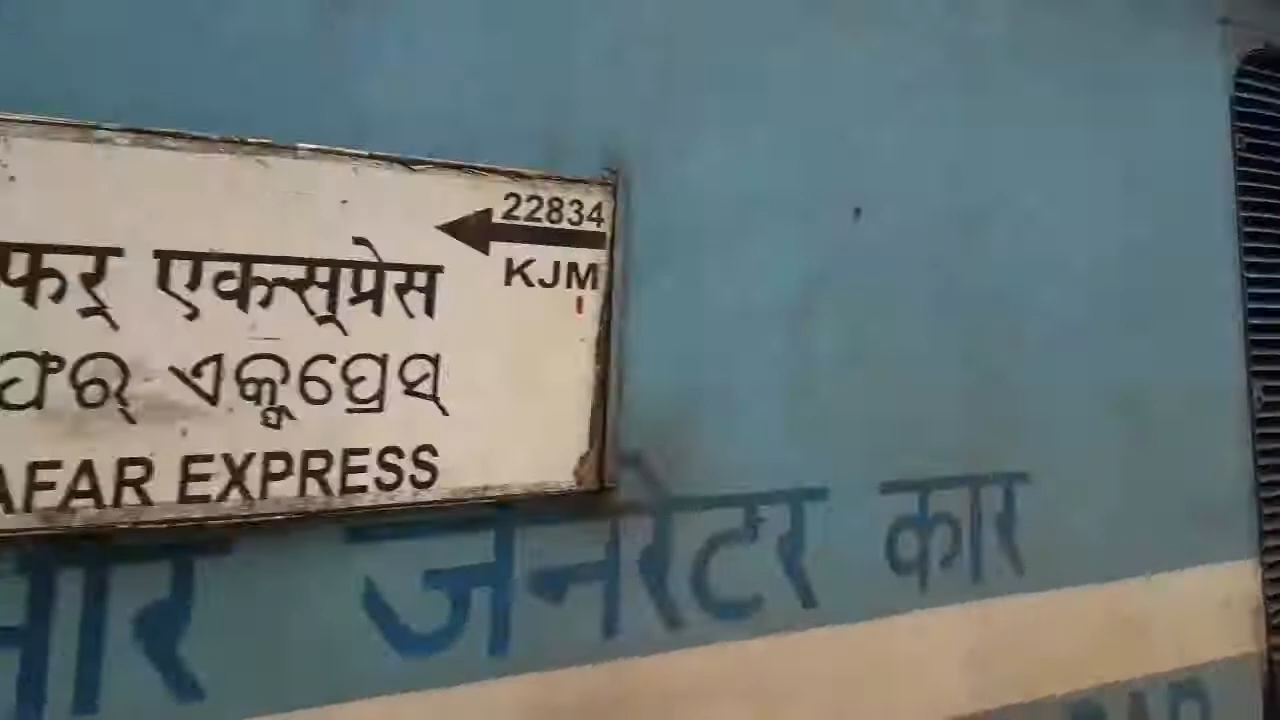 22834
KJM
फर् एक्स्प्रेस
ଫର୍ ଏକ୍ସପ୍ରେସ୍
AFAR EXPRESS
जनरेटर कार